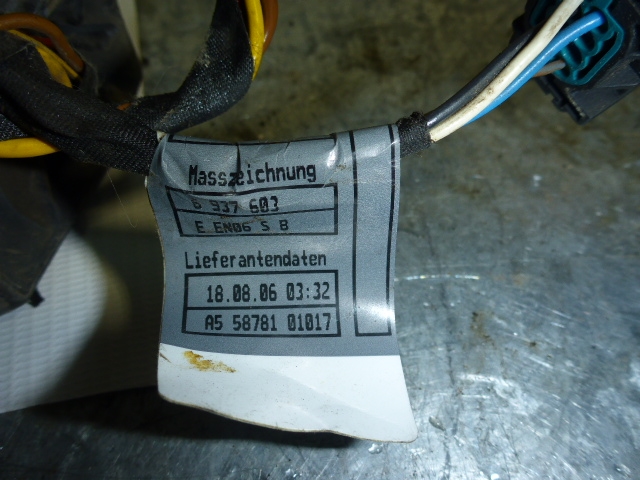 Masszeichnung
6 937 603
E EN06 S B
Lieferantendaten
18.08.06 03:32
A5 58781 01017